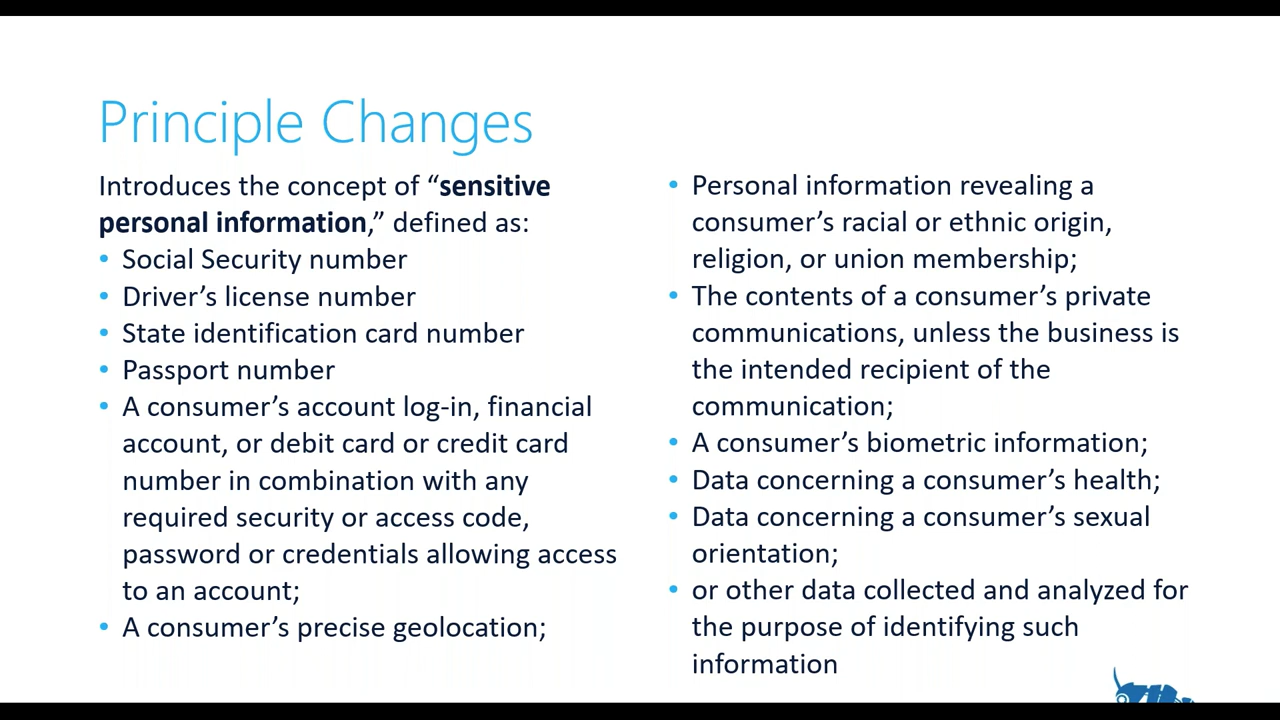 Principle Changes
Introduces the concept of “sensitive
personal information,” defined as:
• Social Security number
• Driver’s license number
• State identification card number
• Passport number
• A consumer’s account log-in, financial
account, or debit card or credit card
number in combination with any
required security or access code,
password or credentials allowing access
to an account;
• A consumer’s precise geolocation;
• Personal information revealing a
consumer’s racial or ethnic origin,
religion, or union membership;
• The contents of a consumer’s private
communications, unless the business is
the intended recipient of the
communication;
• A consumer’s biometric information;
• Data concerning a consumer’s health;
• Data concerning a consumer’s sexual
orientation;
• or other data collected and analyzed for
the purpose of identifying such
information